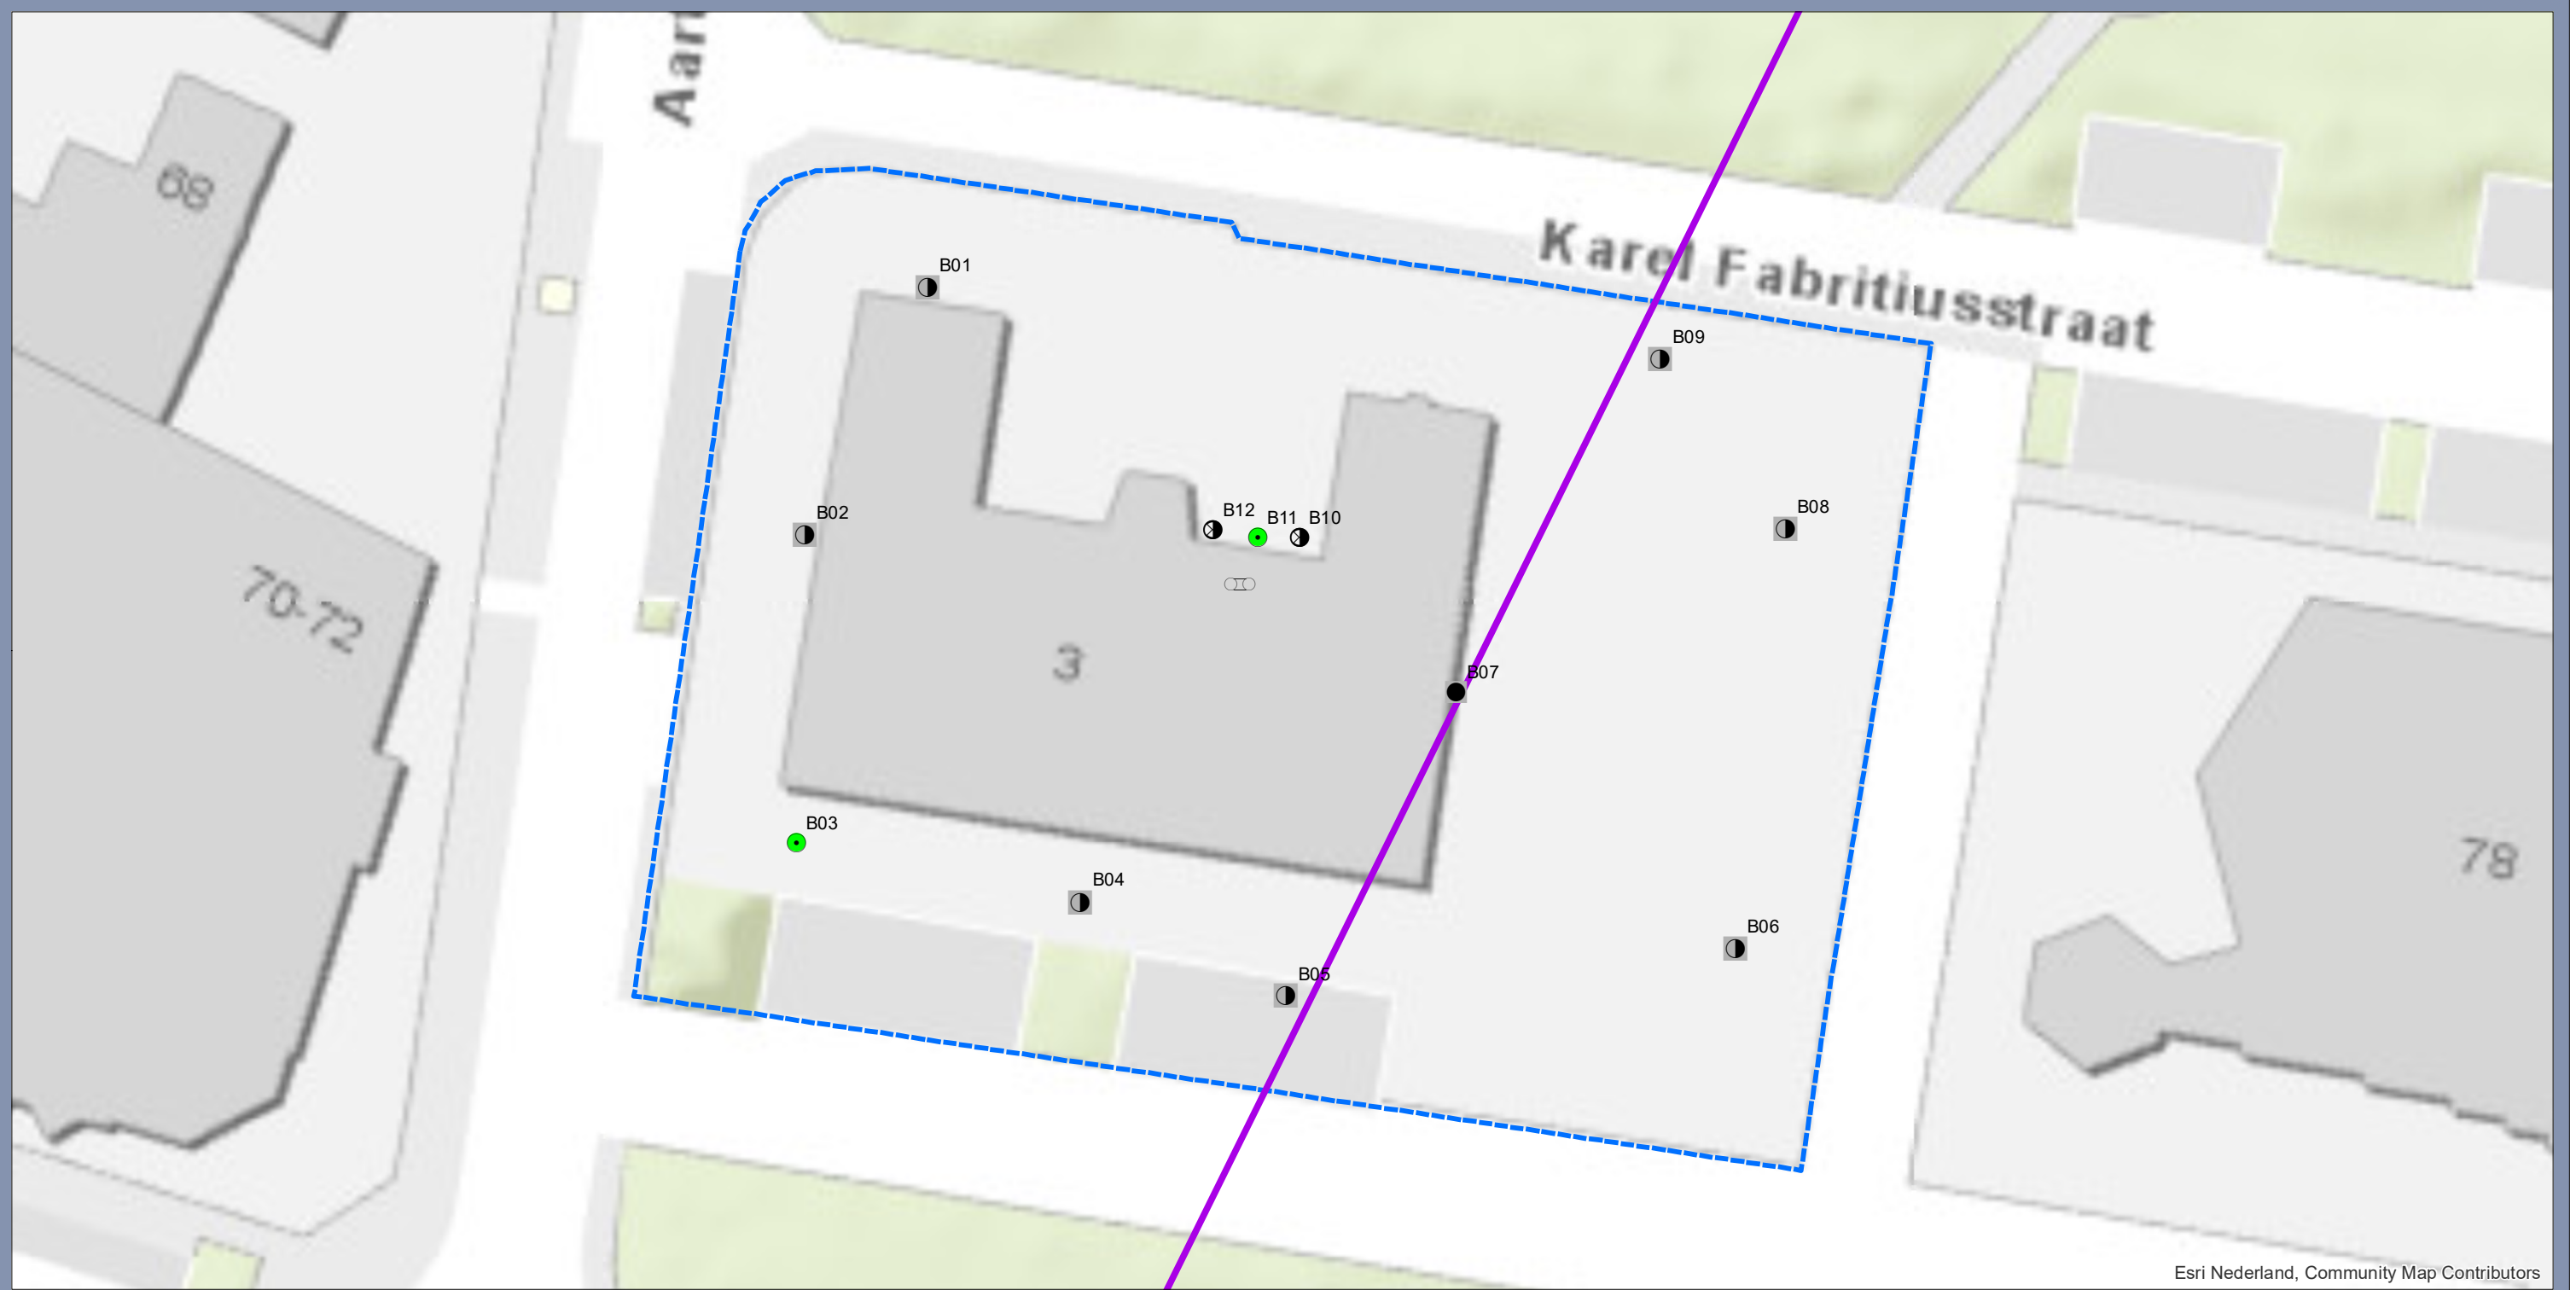 Aar
68
Karel Fabritiusstraat
B01
B09
B02
B12
B11
B10
B08
70-72
3
B07
B03
B04
78
B06
B05
Esri Nederland, Community Map Contributors